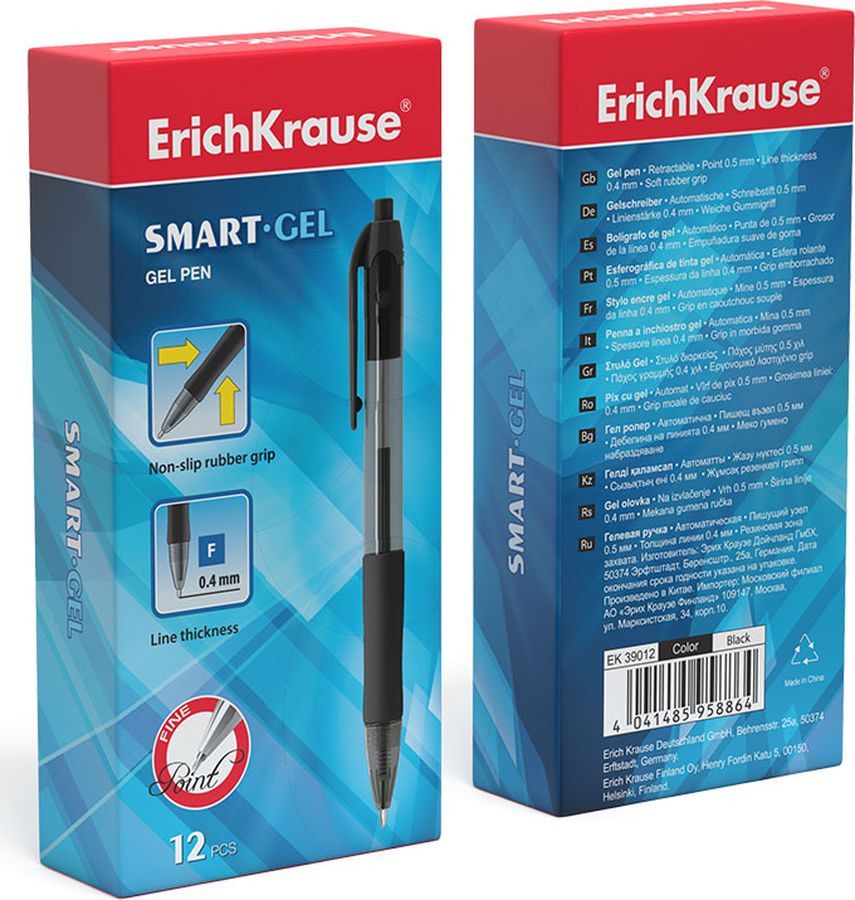 ErichKrause®
SMART·GEL
GEL PEN
Non-slip rubber grip
F
0.4 mm
Line thickness
FINE
Point
12 PCS
SMART·GEL
ErichKrause®
Gb Gel pen • Retractable • Point 0.5 mm • Line thickness
0.4 mm • Soft rubber grip
De Gelschreiber • Automatische • Schreibstift 0.5 mm
• Linienstärke 0.4 mm • Weiche Gummigriff
Es Bolígrafo de gel • Automático • Punta de 0.5 mm • Grosor
de la línea 0.4 mm • Empuñadura suave de goma
Pt Esferográfica de tinta gel • Automática • Esfera rolante
0.5 mm • Espessura da linha 0.4 mm • Grip emborrachado
Fr Stylo encre gel • Automatique • Mine 0.5 mm • Espessura
da linha 0.4 mm • Grip en caoutchouc souple
It Penna a inchiostro gel • Automatica • Mina 0.5 mm
• Spessore linea 0.4 mm • Grip in morbida gomma
Gr Στυλό Gel • Στυλό διαρκείας • Πάχος μύτης 0.5 χιλ
• Πάχος γραμμής 0.4 χιλ • Εργονομικό λαστιχένιο grip
Ro Pix cu gel • Automat • Vîrf de pix 0.5 mm • Grosimea liniei:
0.4 mm • Grip moale de cauciuc
Bg Гел ролер • Автоматична • Пишещ възел 0.5 мм
• Дебелина на линията 0.4 мм • Меко гумено
набраздяване
Kz Гелді қаламсап • Автоматты • Жазу нүктесі 0.5 мм
• Сызықтың ені 0.4 мм • Жұмсақ резеңкелі грипп
Rs Gel olovka • Na izvlačenje • Vrh 0.5 mm • Širina linije
0.4 mm • Mekana gumena ručka
Ru Гелевая ручка • Автоматическая • Пишущий узел
0.5 мм • Толщина линии 0.4 мм • Резиновая зона
захвата. Изготовитель: Эрих Краузе Дойчланд ГмбХ,
50374 Эрфтштадт, Беренсштр., 25а, Германия. Дата
окончания срока годности указана на упаковке.
Произведено в Китае. Импортер: Московский филиал
АО «Эрих Краузе Финланд» 109147, Москва,
ул. Марксистская, 34, корп.10.
SMART·GEL
EK 39012 Color Black
4 041485 958864
Made in China
Erich Krause Deutschland GmbH, Behrensstr. 25a, 50374
Erftstadt, Germany.
Erich Krause Finland Oy, Henry Fordin Katu 5, 00150,
Helsinki, Finland.